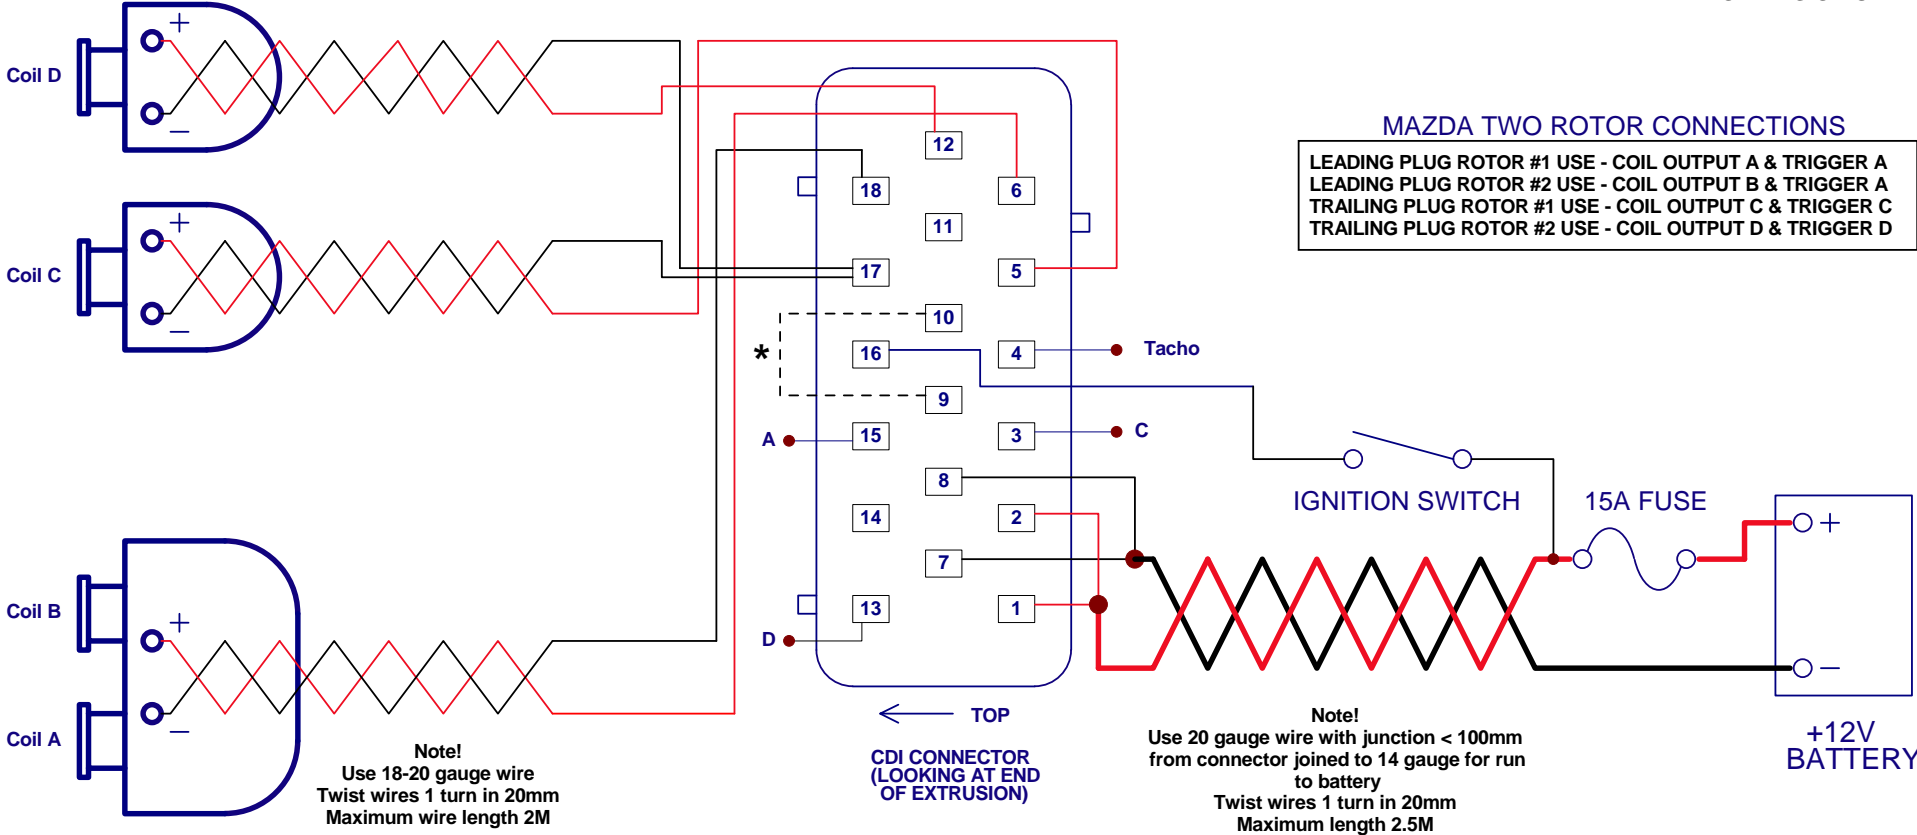 Coil D
+
−
Coil C
+
−
Coil B
Coil A
+
−
12
18
6
11
17
5
10
*
16
4
Tacho
9
A
15
3
C
8
14
2
7
13
1
D
TOP
CDI CONNECTOR
(LOOKING AT END
OF EXTRUSION)
Note!
Use 18-20 gauge wire
Twist wires 1 turn in 20mm
Maximum wire length 2M
MAZDA TWO ROTOR CONNECTIONS
LEADING PLUG ROTOR #1 USE - COIL OUTPUT A & TRIGGER A
LEADING PLUG ROTOR #2 USE - COIL OUTPUT B & TRIGGER A
TRAILING PLUG ROTOR #1 USE - COIL OUTPUT C & TRIGGER C
TRAILING PLUG ROTOR #2 USE - COIL OUTPUT D & TRIGGER D
IGNITION SWITCH
15A FUSE
+
−
+12V
BATTERY
Note!
Use 20 gauge wire with junction < 100mm
from connector joined to 14 gauge for run
to battery
Twist wires 1 turn in 20mm
Maximum length 2.5M